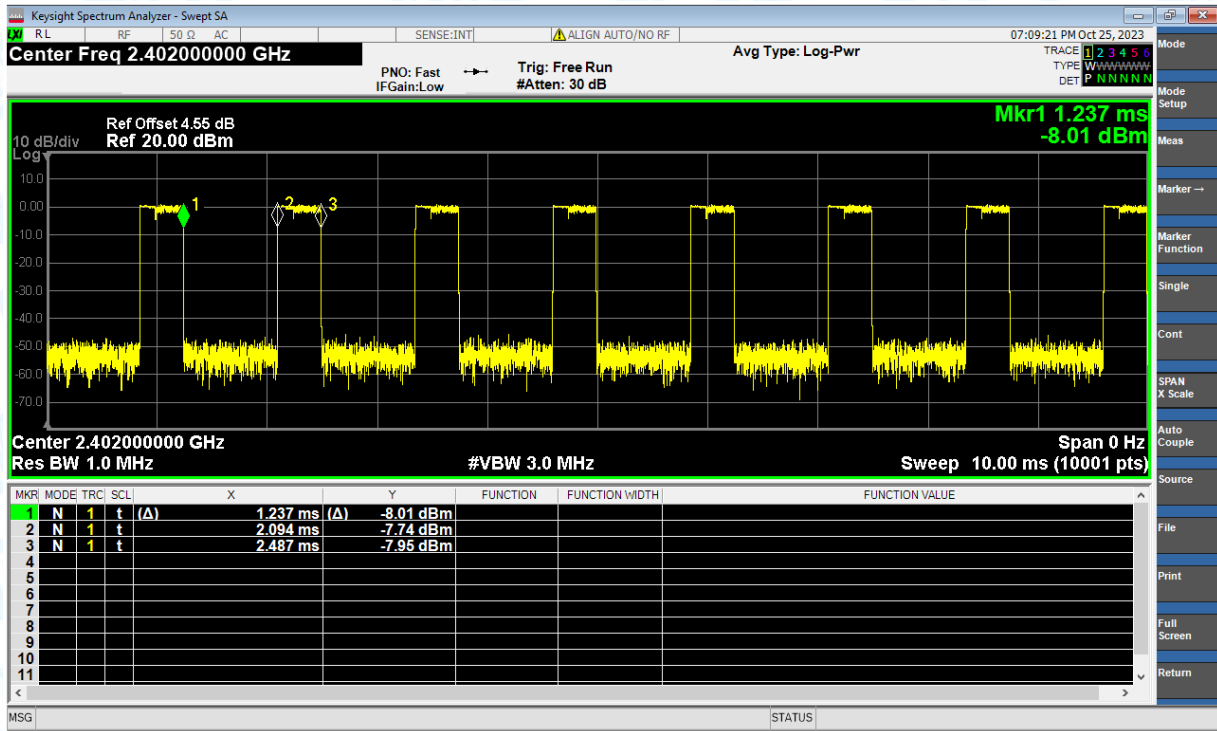 Keysight Spectrum Analyzer - Swept SA
LXI RL RF 50 Ω AC SENSE:INT ALIGN AUTO/NO RF 07:09:21 PM Oct 25, 2023
Center Freq 2.402000000 GHz Avg Type: Log-Pwr TRACE 1 2 3 4 5 6
PNO: Fast Trig: Free Run TYPE WWWWWW
IFGain:Low #Atten: 30 dB DET P NNNNN
Mkr1 1.237 ms
Ref Offset 4.55 dB
10 dB/div Ref 20.00 dBm -8.01 dBm
Log
10.0
0.00
-10.0
-20.0
-30.0
-40.0
-50.0
-60.0
-70.0
1 2 3
Center 2.402000000 GHz Span 0 Hz
Res BW 1.0 MHz #VBW 3.0 MHz Sweep 10.00 ms (10001 pts)
MKR MODE TRC SCL X Y FUNCTION FUNCTION WIDTH FUNCTION VALUE
1 N 1 t (Δ) 1.237 ms (Δ) -8.01 dBm
2 N 1 t 2.094 ms -7.74 dBm
3 N 1 t 2.487 ms -7.95 dBm
4
5
6
7
8
9
10
11
MSG STATUS
Mode
Mode
Setup
Meas
Marker→
Marker
Function
Single
Cont
SPAN
X Scale
Auto
Couple
Source
File
Print
Full
Screen
Return